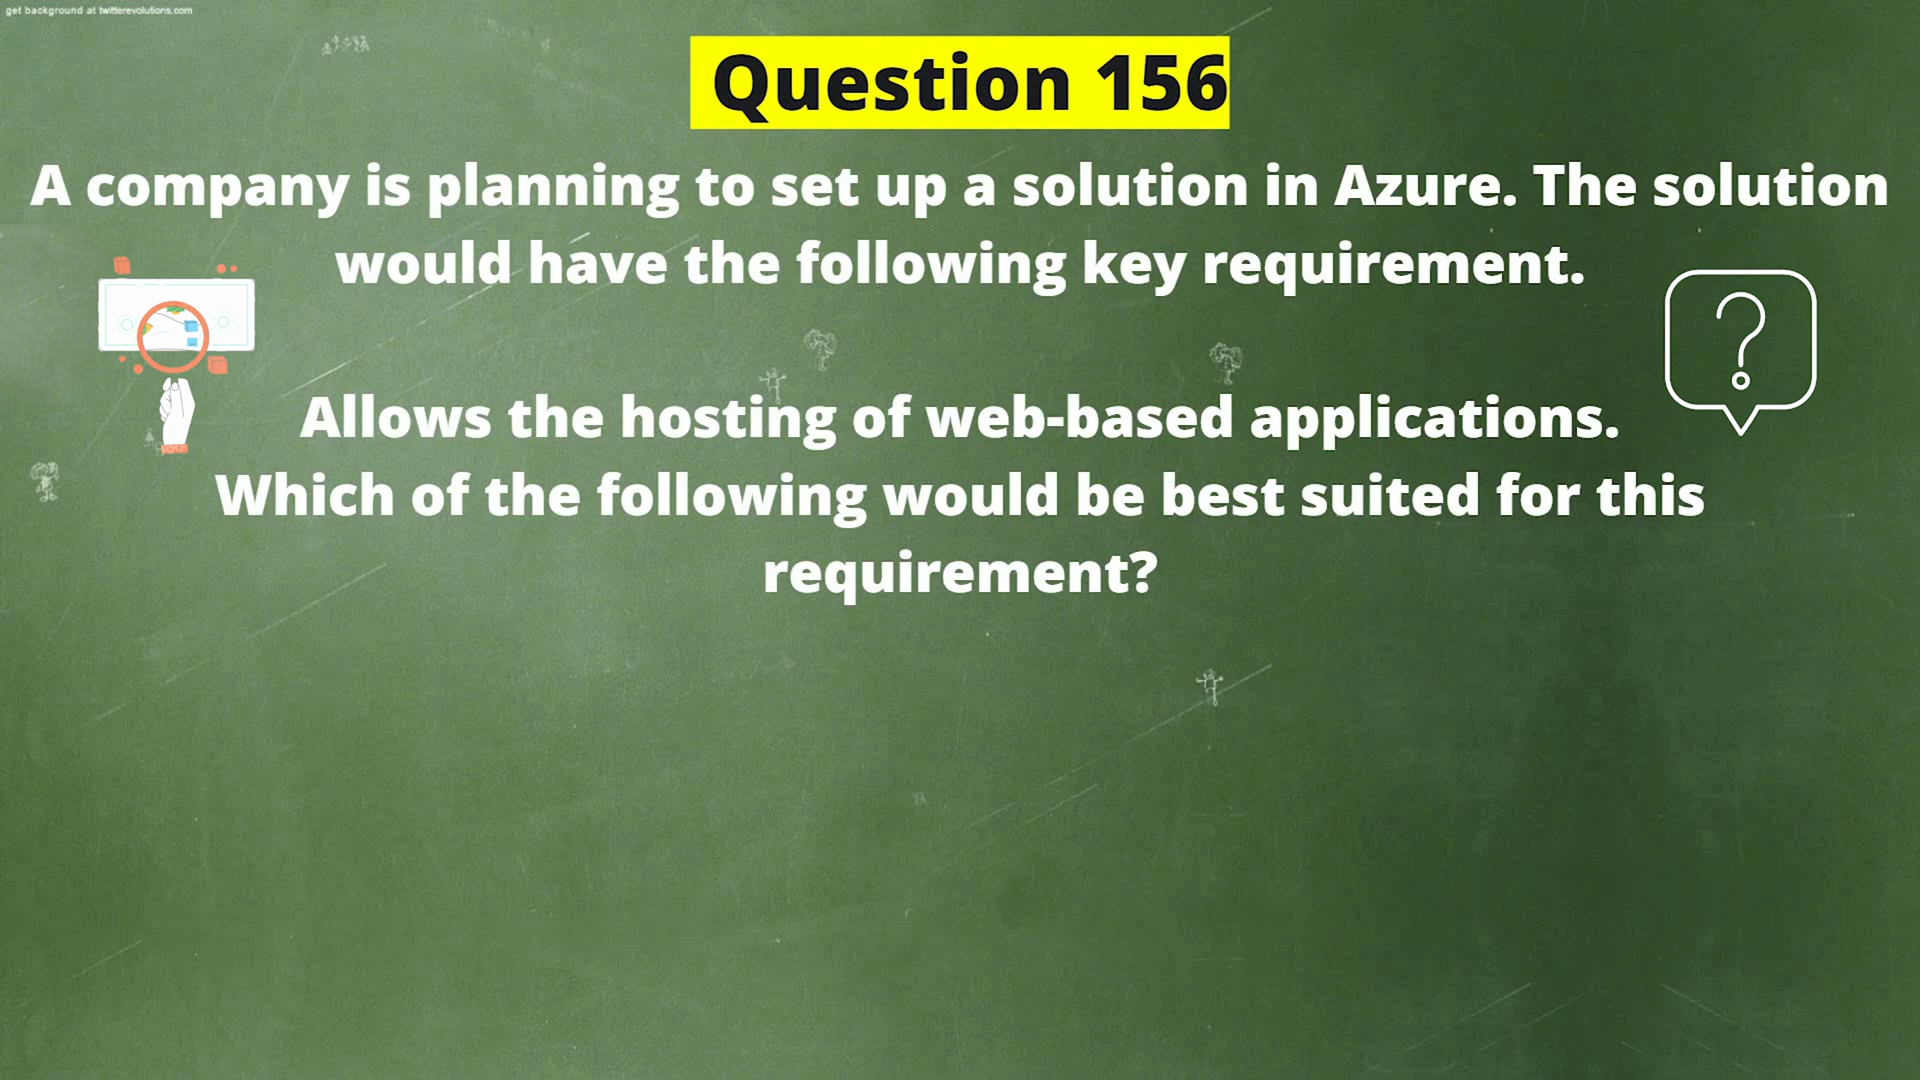 get background at twitterevolutions.com
Question 156
A company is planning to set up a solution in Azure. The solution
would have the following key requirement.
Allows the hosting of web-based applications.
Which of the following would be best suited for this
requirement?